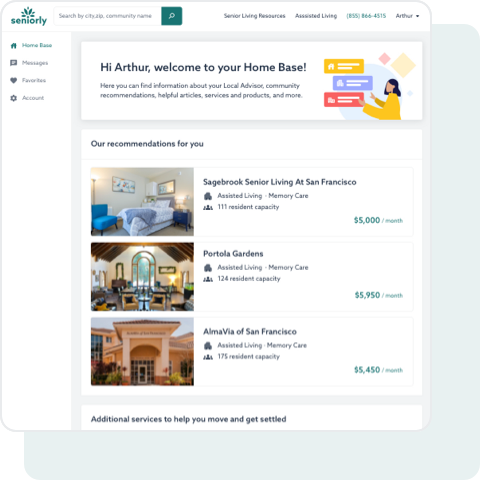 seniorly
Search by city,zip, community name
Senior Living Resources
Asssisted Living
(855) 866-4515
Arthur
Home Base
Messages
Favorites
Account
Hi Arthur, welcome to your Home Base!
Here you can find information about your Local Advisor, community
recommendations, helpful articles, services and products, and more.
Our recommendations for you
Sagebrook Senior Living At San Francisco
Assisted Living · Memory Care
111 resident capacity
$5,000 / month
Portola Gardens
Assisted Living · Memory Care
124 resident capacity
$5,950 / month
AlmaVia of San Francisco
Assisted Living · Memory Care
175 resident capacity
$5,450 / month
Additional services to help you move and get settled